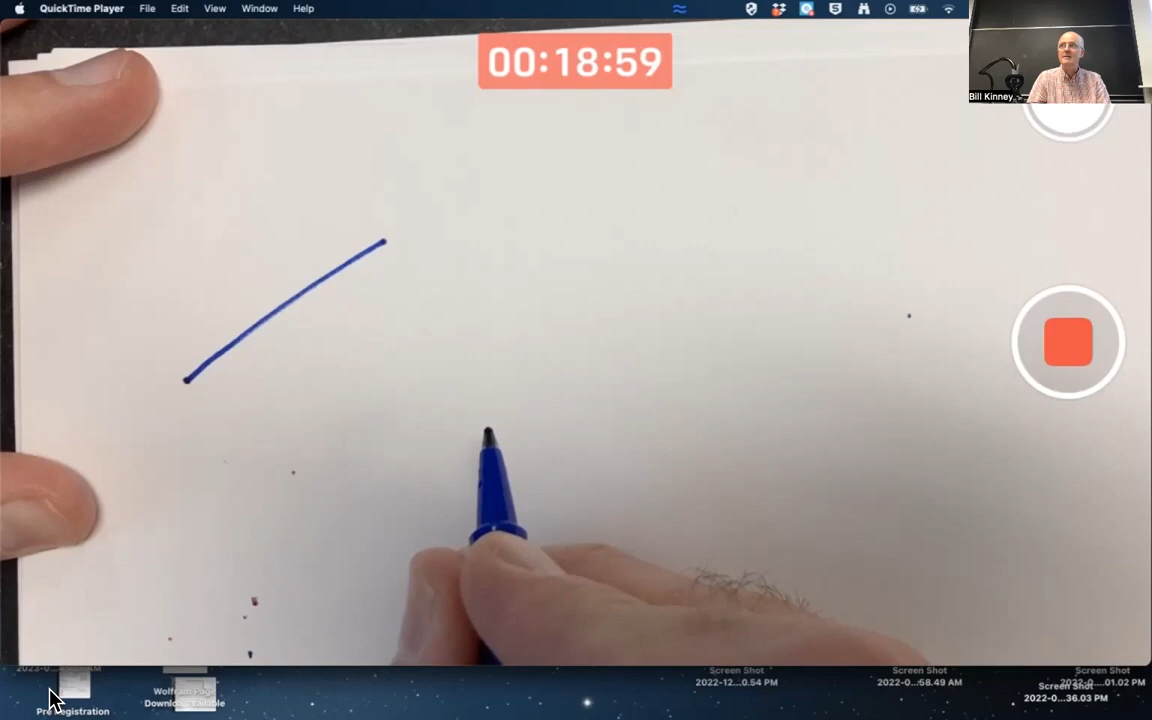 QuickTime Player File Edit View Window Help
00:18:59
Bill Kinney
Screen Shot
2022-12...0.54 PM
Screen Shot
2022-0...58.49 AM
Screen Shot
2022-0....01.02 PM
Screen Shot
2022-0...36.03 PM
Wolfram Page
Pre Registration